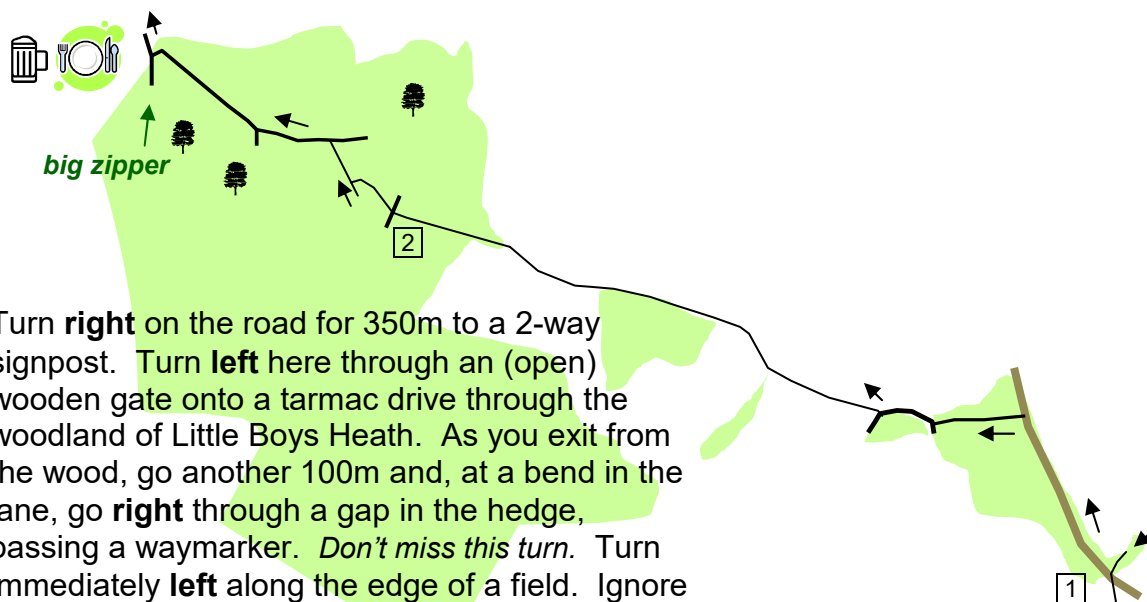 big zipper
2
Turn right on the road for 350m to a 2-way
signpost. Turn left here through an (open)
wooden gate onto a tarmac drive through the
woodland of Little Boys Heath. As you exit from
the wood, go another 100m and, at a bend in the
lane, go right through a gap in the hedge,
passing a waymarker. Don't miss this turn. Turn
immediately left along the edge of a field. Ignore
1